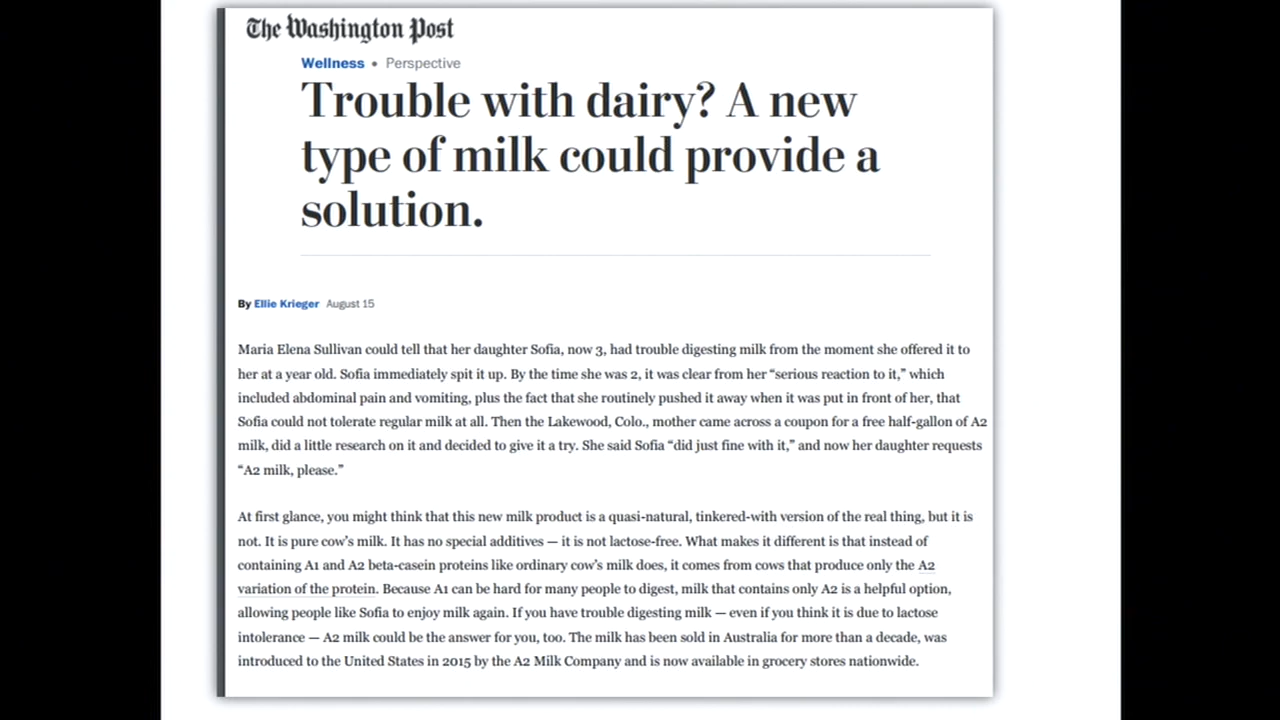 The Washington Post
Wellness • Perspective
Trouble with dairy? A new
type of milk could provide a
solution.
By Ellie Krieger August 15
Maria Elena Sullivan could tell that her daughter Sofia, now 3, had trouble digesting milk from the moment she offered it to
her at a year old. Sofia immediately spit it up. By the time she was 2, it was clear from her “serious reaction to it,” which
included abdominal pain and vomiting, plus the fact that she routinely pushed it away when it was put in front of her, that
Sofia could not tolerate regular milk at all. Then the Lakewood, Colo., mother came across a coupon for a free half-gallon of A2
milk, did a little research on it and decided to give it a try. She said Sofia “did just fine with it,” and now her daughter requests
“A2 milk, please.”
At first glance, you might think that this new milk product is a quasi-natural, tinkered-with version of the real thing, but it is
not. It is pure cow’s milk. It has no special additives — it is not lactose-free. What makes it different is that instead of
containing A1 and A2 beta-casein proteins like ordinary cow’s milk does, it comes from cows that produce only the A2
variation of the protein. Because A1 can be hard for many people to digest, milk that contains only A2 is a helpful option,
allowing people like Sofia to enjoy milk again. If you have trouble digesting milk — even if you think it is due to lactose
intolerance — A2 milk could be the answer for you, too. The milk has been sold in Australia for more than a decade, was
introduced to the United States in 2015 by the A2 Milk Company and is now available in grocery stores nationwide.